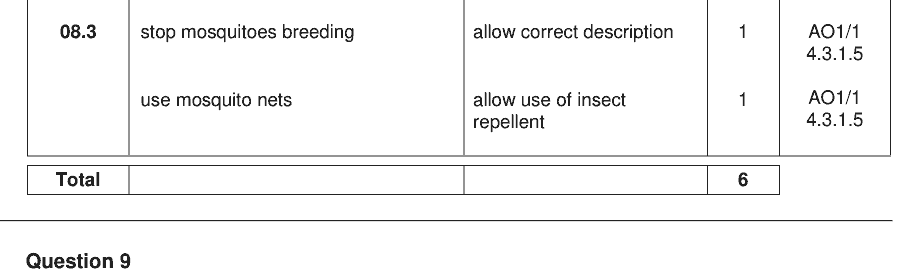 08.3 stop mosquitoes breeding allow correct description 1 AO1/1
4.3.1.5
use mosquito nets allow use of insect 1 AO1/1
repellent 4.3.1.5
Total 6
Question 9